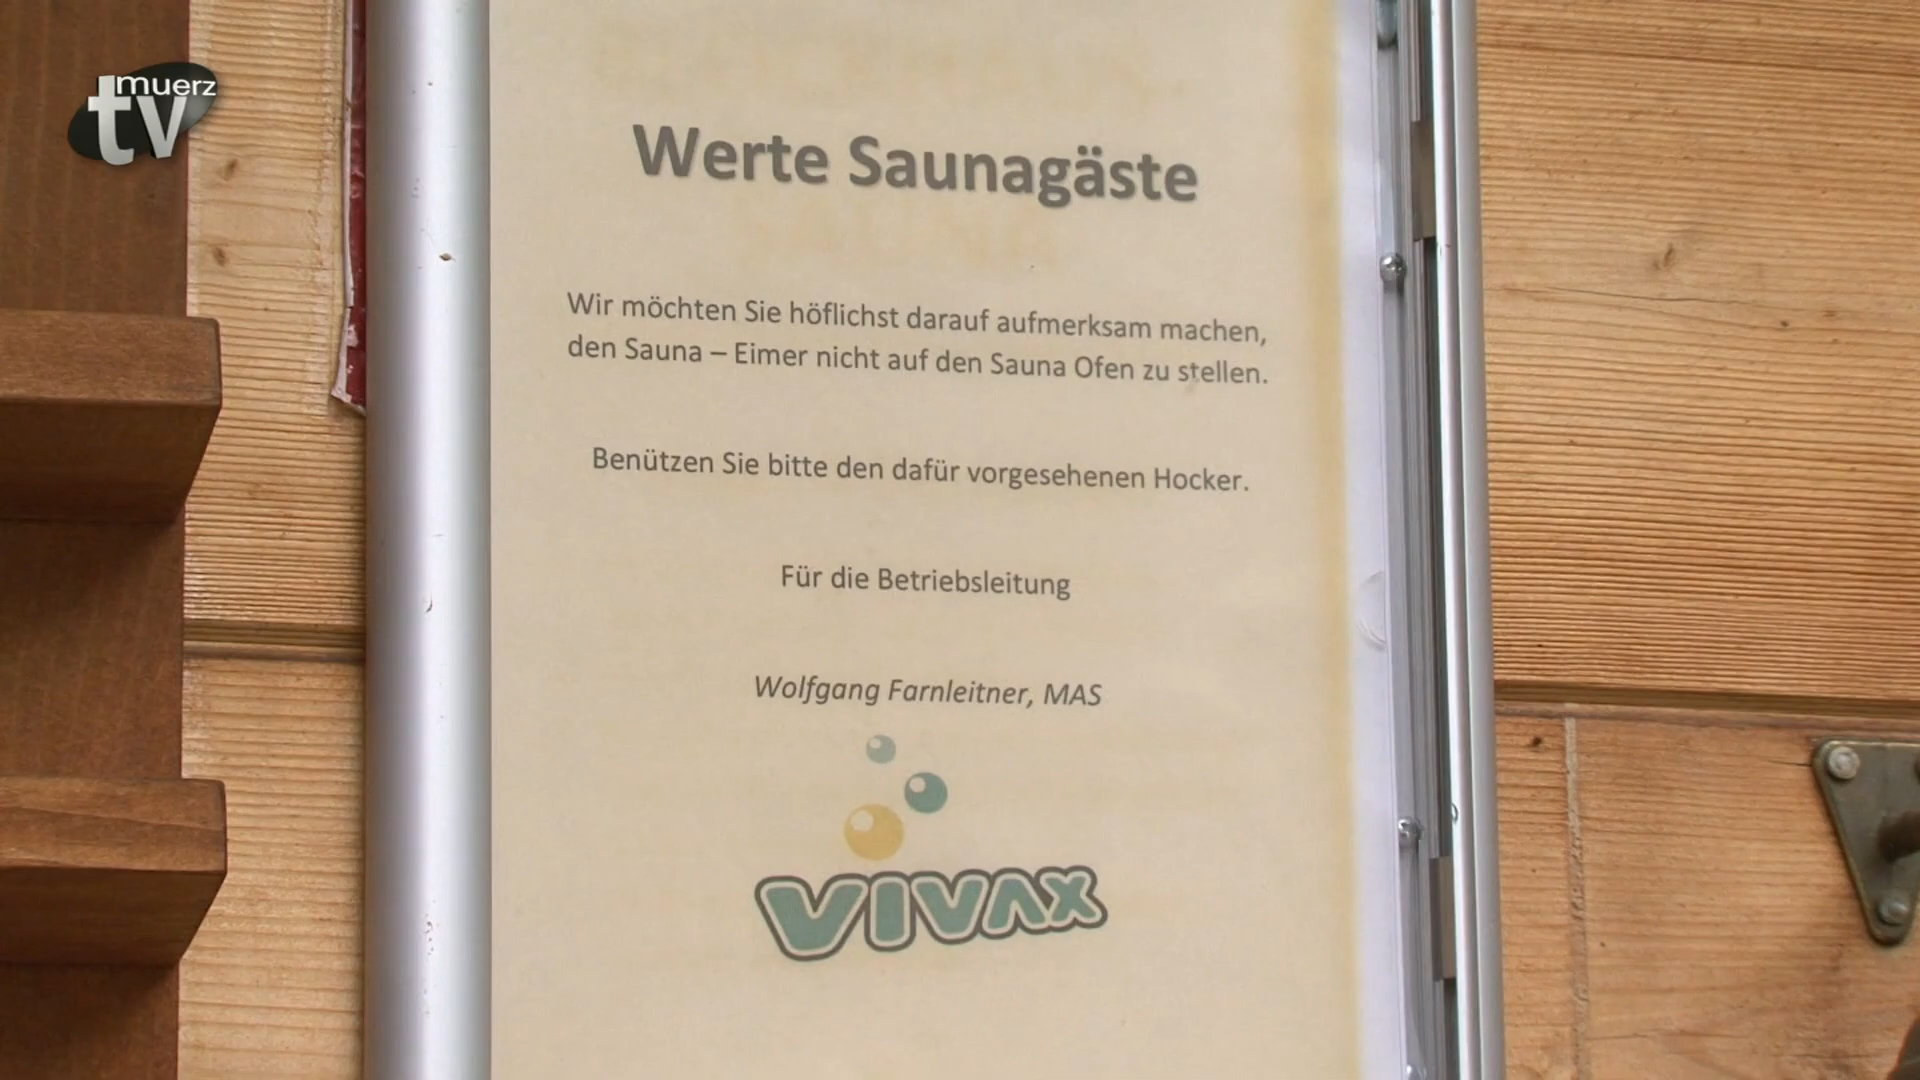 muerz
tv
Werte Saunagäste
Wir möchten Sie höflichst darauf aufmerksam machen,
den Sauna – Eimer nicht auf den Sauna Ofen zu stellen.
Benützen Sie bitte den dafür vorgesehenen Hocker.
Für die Betriebsleitung
Wolfgang Farnleitner, MAS
VIVAX